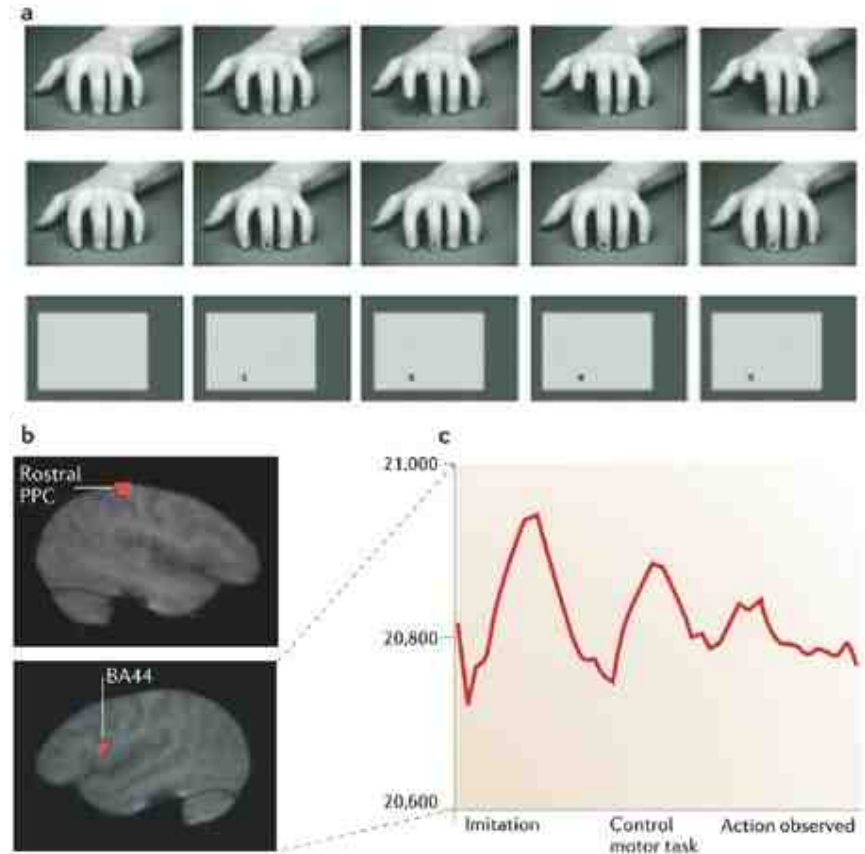 a
b
c
Rostral
PPC
BA44
21,000
20,800
20,600
Imitation
Control
motor task
Action observed